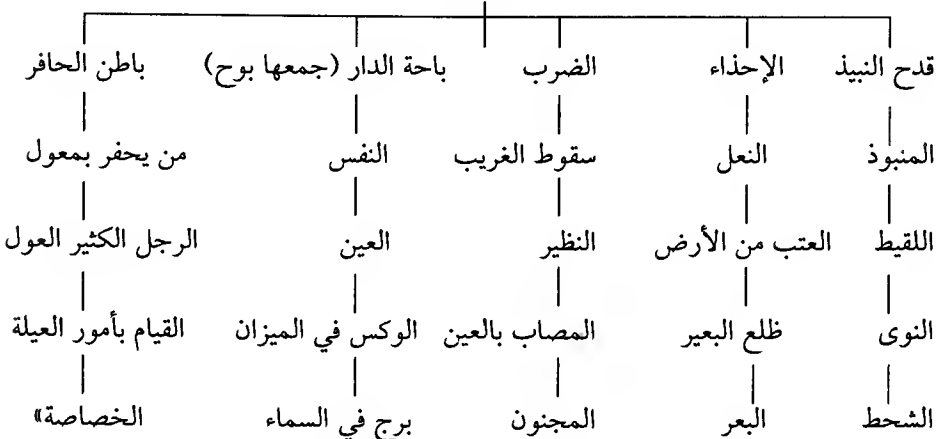 قدح النبيذ الإحذاء الضرب باحة الدار (جمعها بوح) باطن الحافر
المنبوذ النعل سقوط الغريب النفس من يحفر بمعول
اللقيط العتب من الأرض النظير العين الرجل الكثير العول
النوى ظلع البعير المصاب بالعين الوكس في الميزان القيام بأمور العيلة
الشحط البعر المجنون برج في السماء الخصاصة»